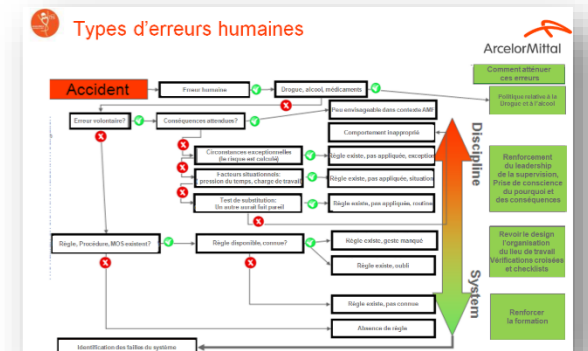 Types d'erreurs humaines
ArcelorMittal
Comment atténuer
ces erreurs
Accident
Erreur humaine
Drogue, alcool, médicaments
Politique relative à la
Drogue et à l'alcool
Peu envisageable dans contexte AMF
Erreur volontaire?
Conséquences attendues?
Comportement inapproprié
Discipline
Circonstances exceptionnelles
(le risque est calculé)
Règle existe, pas appliquée, exception
Facteurs situationnels:
pression du temps, charge de travail
Règle existe, pas appliquée, situation
Test de substitution:
Un autre aurait fait pareil
Règle existe, pas appliquée, routine
Renforcement
du leadership
de la supervision,
Prise de conscience
du pourquoi et
des conséquences
Règle, Procédure, MOS existent?
Règle disponible, connue?
Règle existe, geste manqué
Règle existe, oubli
Revoir le design
l'organisation
du lieu de travail
Vérifications croisées
et checklists
System
Règle existe, pas connue
Absence de règle
Renforcer
la formation
Identification des failles du système